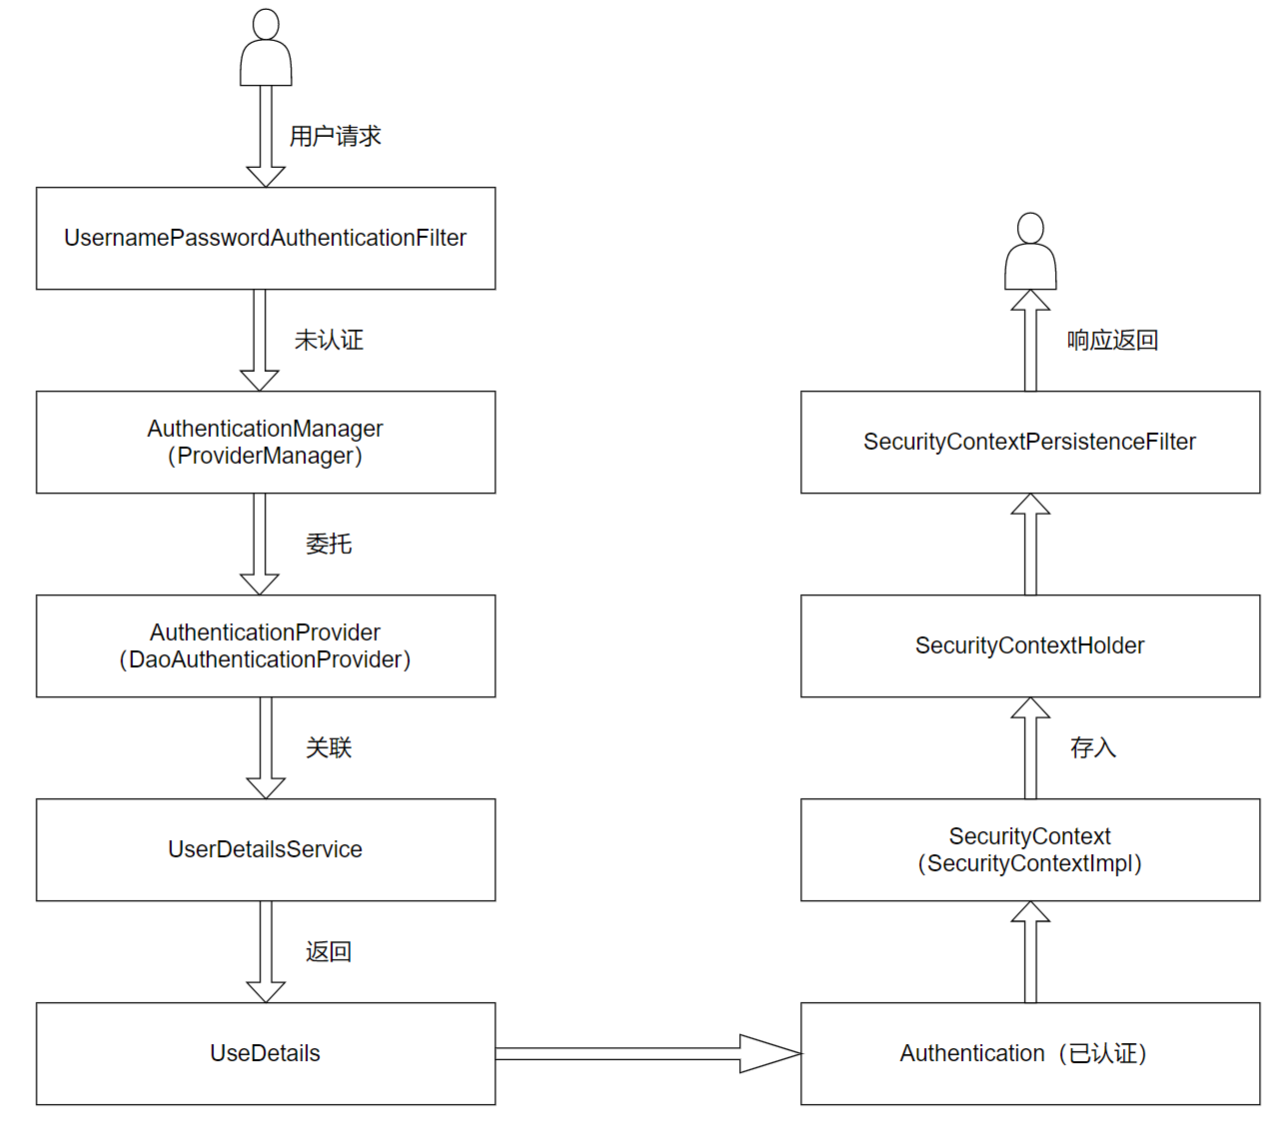 用户请求
UsernamePasswordAuthenticationFilter
未认证
AuthenticationManager
（ProviderManager）
委托
AuthenticationProvider
（DaoAuthenticationProvider）
关联
UserDetailsService
返回
UseDetails
Authentication（已认证）
SecurityContext
（SecurityContextImpl）
存入
SecurityContextHolder
SecurityContextPersistenceFilter
响应返回